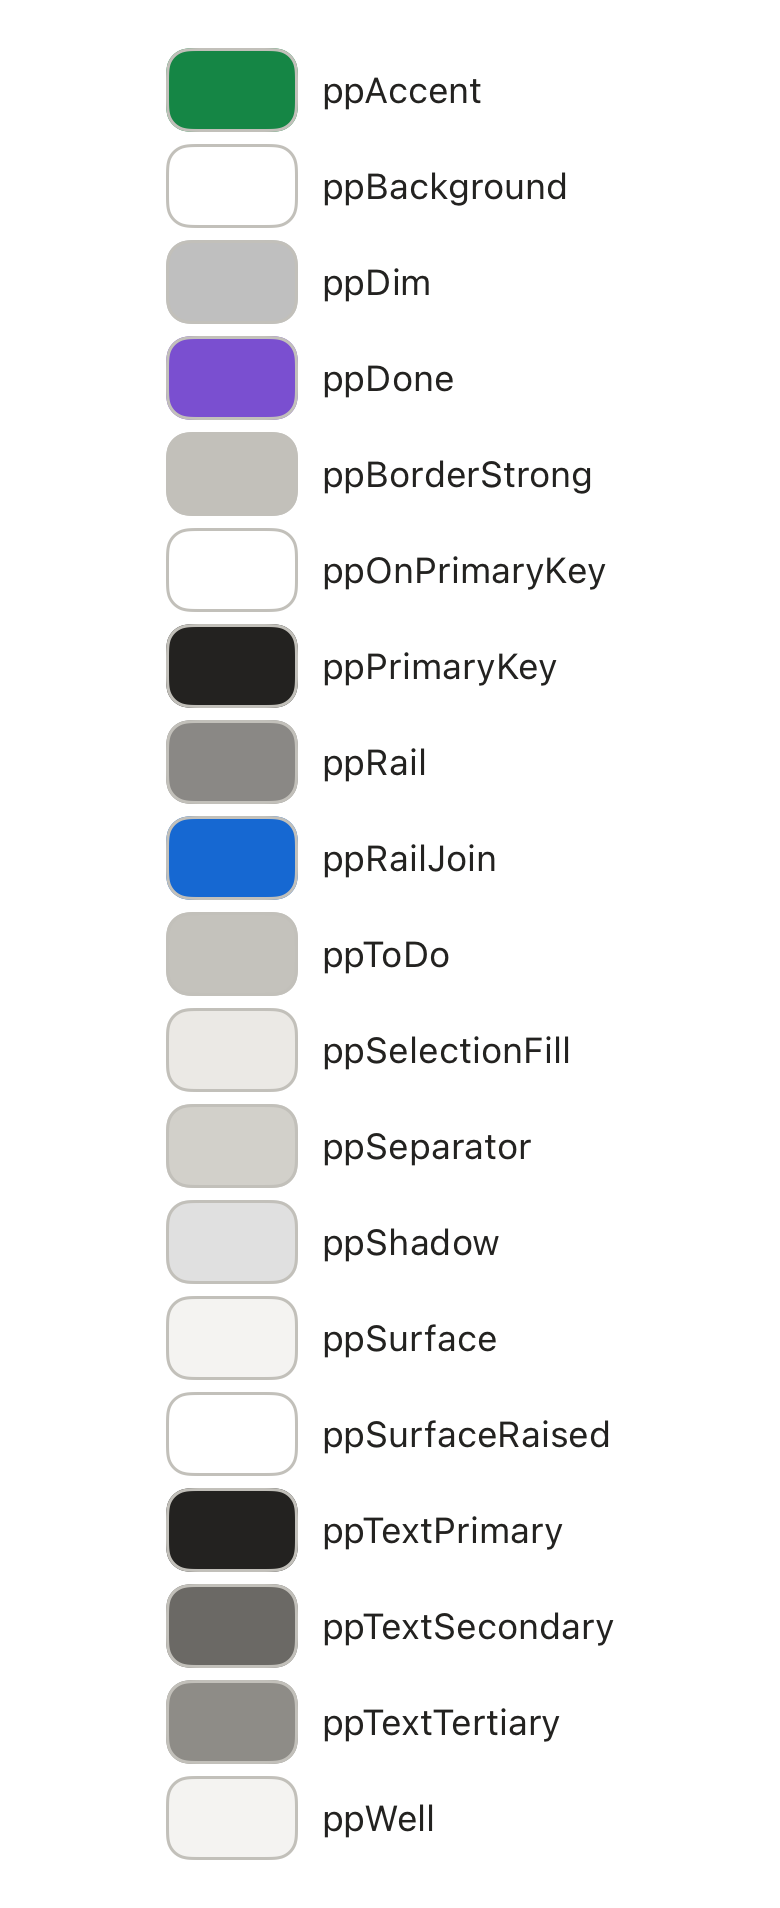 ppAccent
ppBackground
ppDim
ppDone
ppBorderStrong
ppOnPrimaryKey
ppPrimaryKey
ppRail
ppRailJoin
ppToDo
ppSelectionFill
ppSeparator
ppShadow
ppSurface
ppSurfaceRaised
ppTextPrimary
ppTextSecondary
ppTextTertiary
ppWell